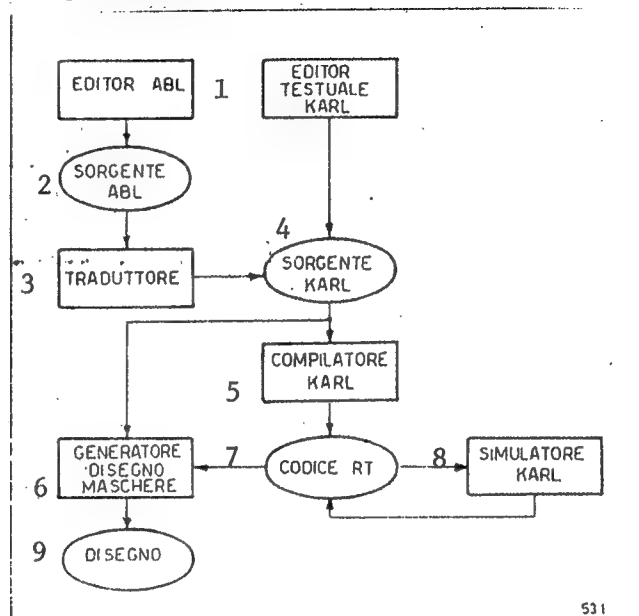 EDITOR ABL
1
EDITOR
TESTUALE
KARL
2
SORGENTE
ABL
4
3
TRADUTTORE
SORGENTE
KARL
5
COMPILATORE
KARL
6
GENERATORE
DISEGNO
MASCHERE
7
CODICE RT
8
SIMULATORE
KARL
9
DISEGNO
531